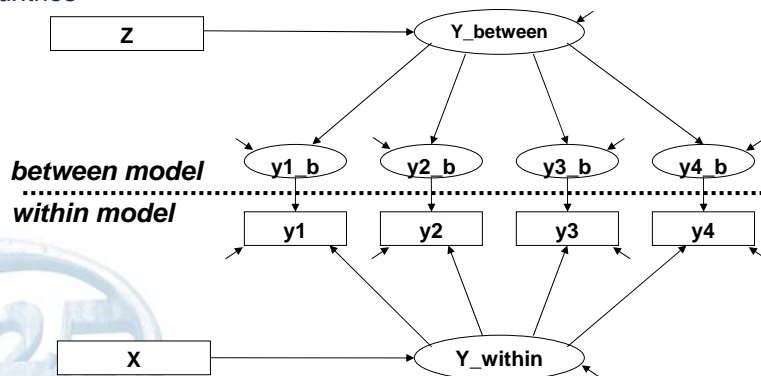 Z
Y_between
y1_b y2_b y3_b y4_b
between model
within model
y1 y2 y3 y4
X
Y_within